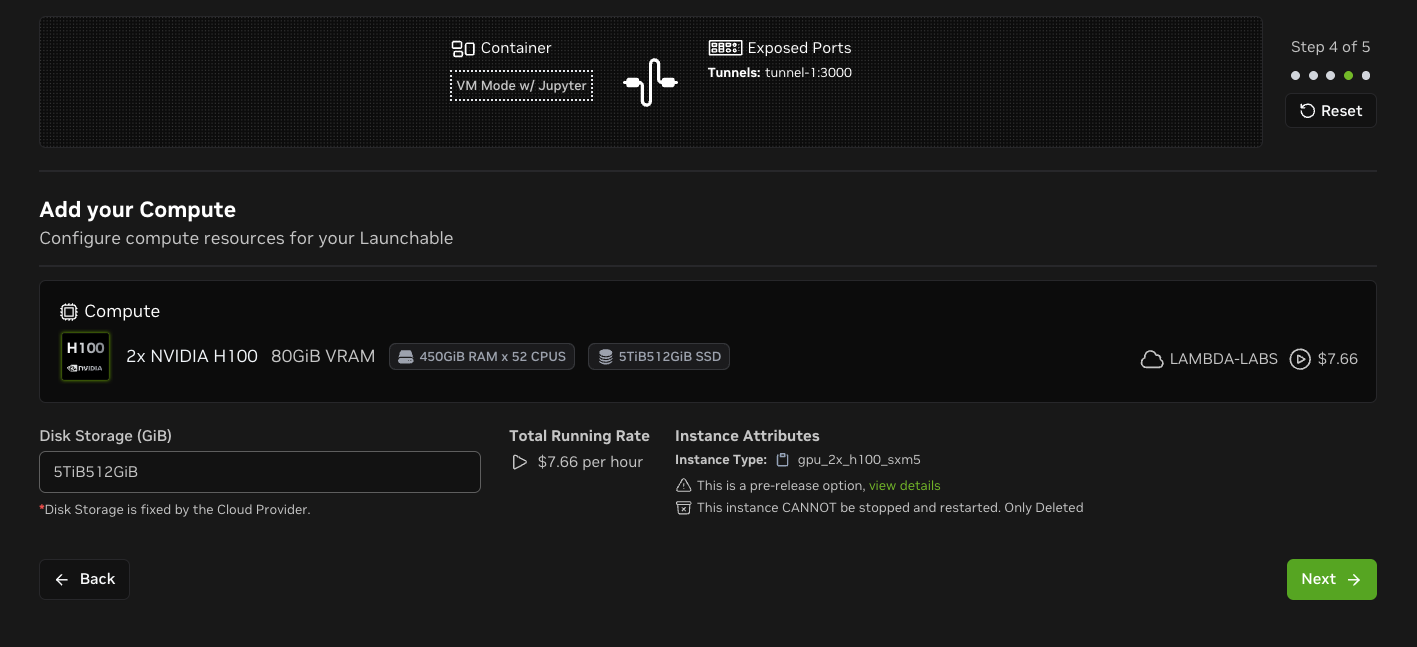 Container
VM Mode w/ Jupyter
Exposed Ports
Tunnels: tunnel-1:3000
Step 4 of 5
Reset
Add your Compute
Configure compute resources for your Launchable
Compute
H100
NVIDIA
2x NVIDIA H100 80GiB VRAM 450GiB RAM x 52 CPUS 5TiB512GiB SSD
LAMBDA-LABS $7.66
Disk Storage (GiB)
5TiB512GiB
*Disk Storage is fixed by the Cloud Provider.
Total Running Rate
$7.66 per hour
Instance Attributes
Instance Type: gpu_2x_h100_sxm5
This is a pre-release option, view details
This instance CANNOT be stopped and restarted. Only Deleted
Back
Next